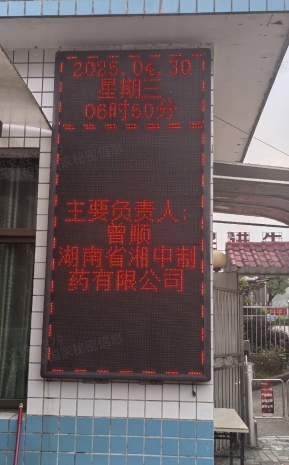 2025.04.30
星期三
06时50分
主要负责人:
曾顺
湖南省湘中制
药有限公司